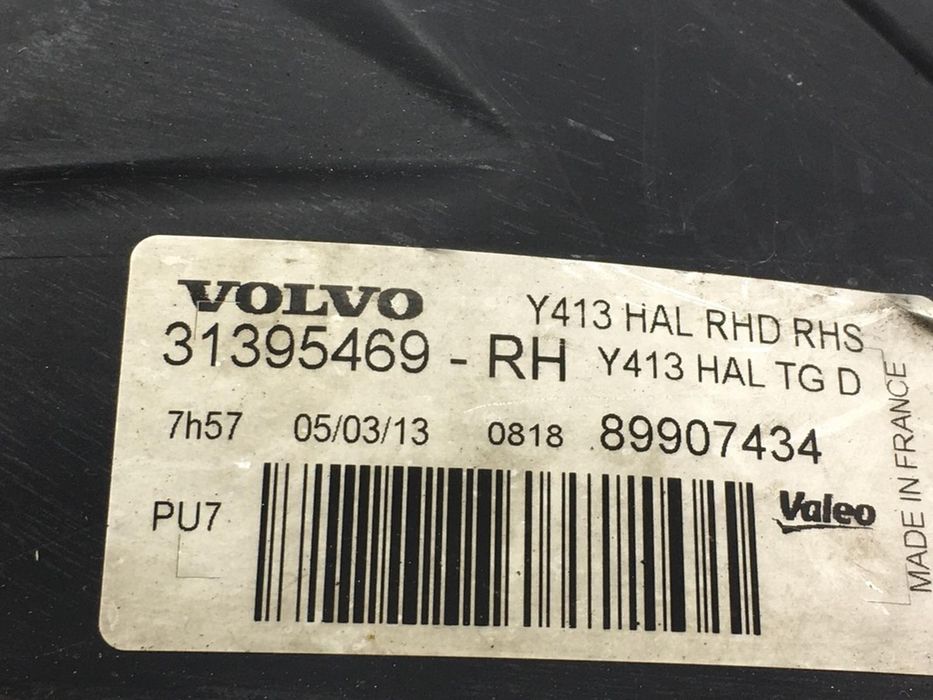 VOLVO
Y413 HAL RHD RHS
31395469 - RH
Y413 HAL TG D
7h57 05/03/13 0818 89907434
PU7
Valeo
MADE IN FRANCE